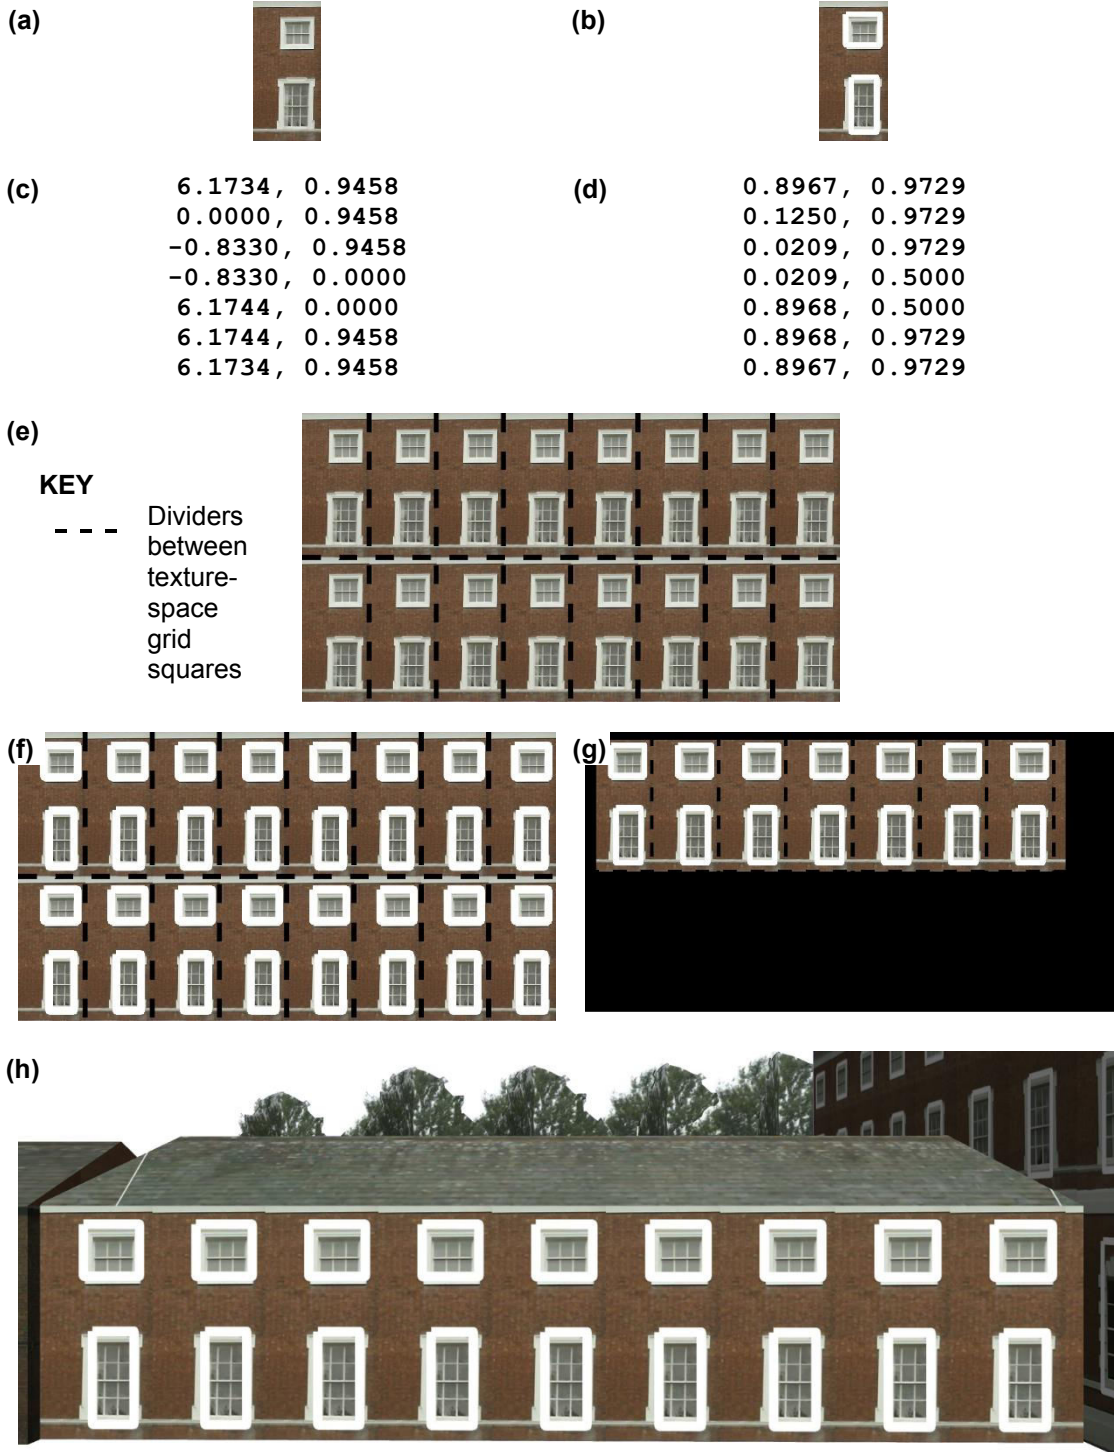 (a)
(b)
(c)
6.1734, 0.9458
0.0000, 0.9458
-0.8330, 0.9458
-0.8330, 0.0000
6.1744, 0.0000
6.1744, 0.9458
6.1734, 0.9458
(d)
0.8967, 0.9729
0.1250, 0.9729
0.0209, 0.9729
0.0209, 0.5000
0.8968, 0.5000
0.8968, 0.9729
0.8967, 0.9729
(e)
KEY
Dividers
between
texture-
space
grid
squares
(f)
(g)
(h)